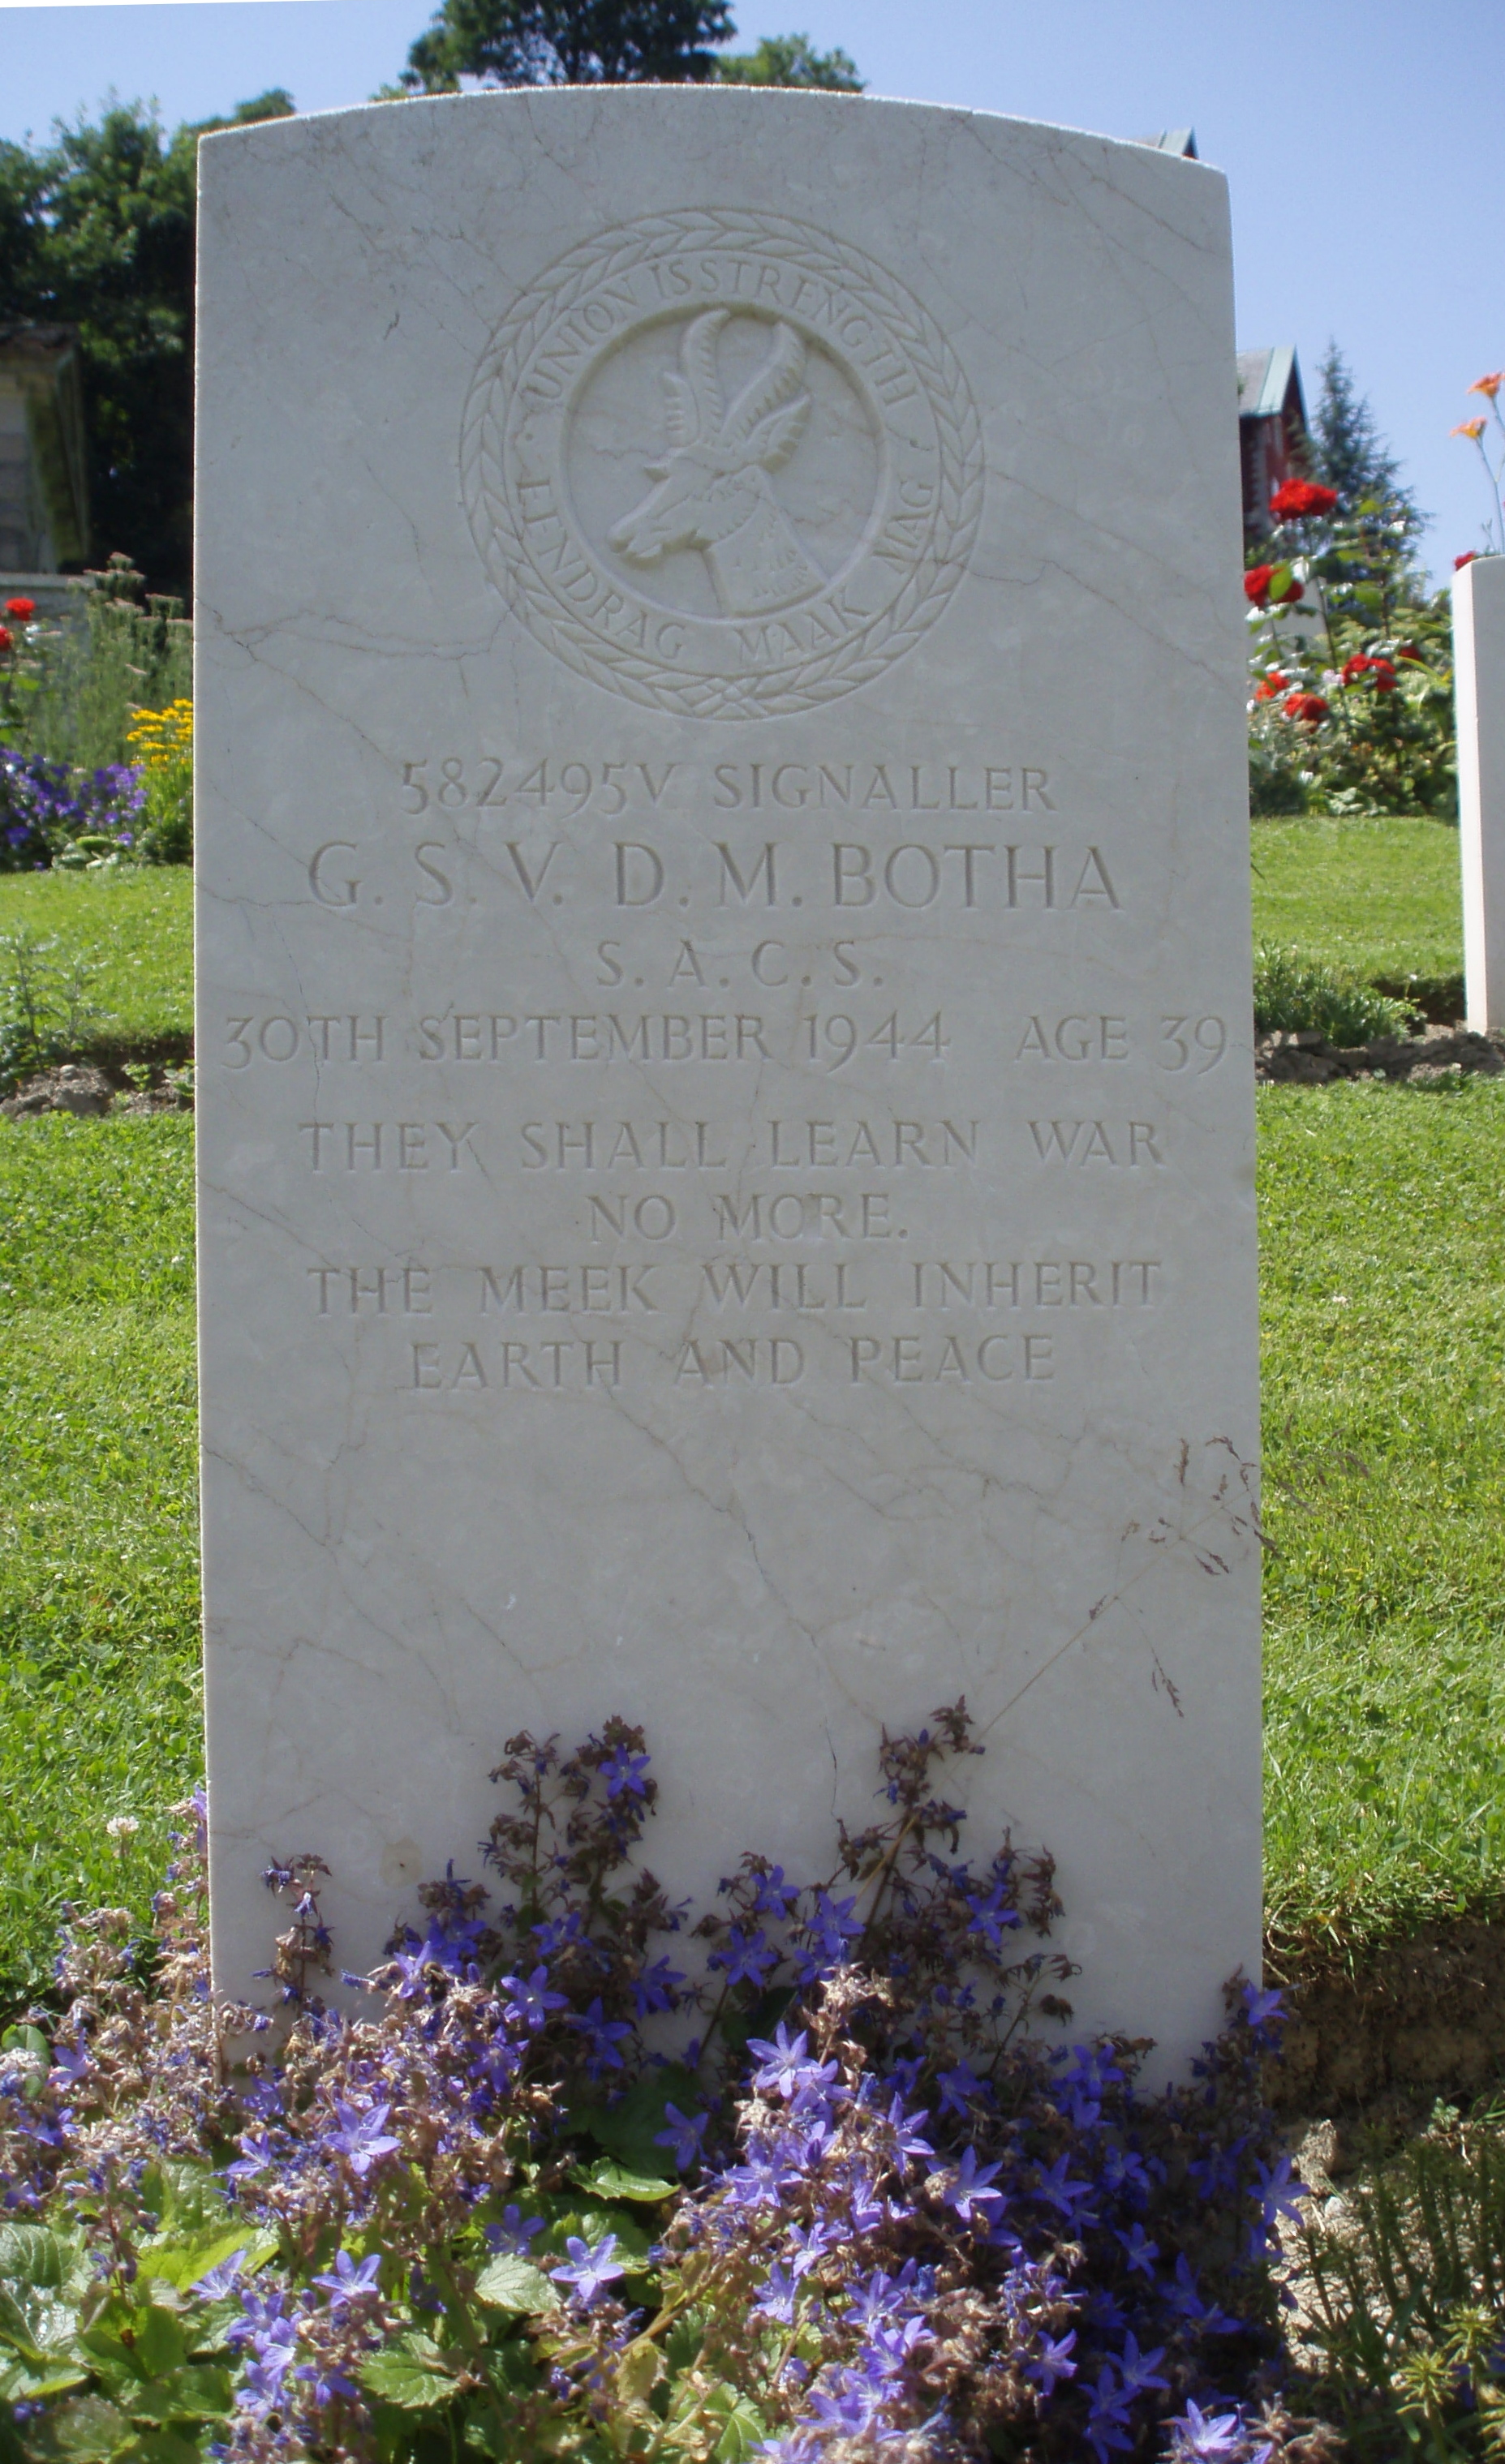 UNION IS STRENGTH
EENDRAG MAAK MAG
582495V SIGNALLER
G. S. V. D. M. BOTHA
S. A. C. S.
30TH SEPTEMBER 1944 AGE 39
THEY SHALL LEARN WAR
NO MORE.
THE MEEK WILL INHERIT
EARTH AND PEACE